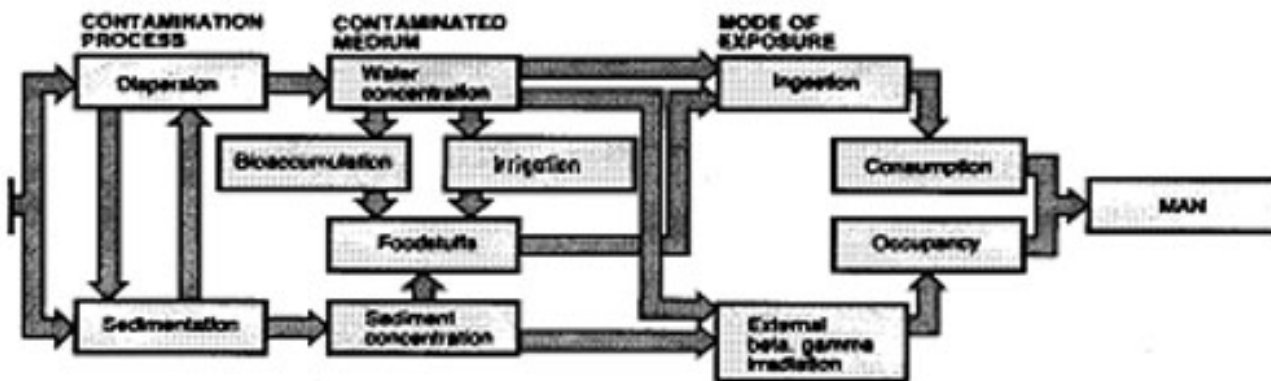 CONTAMINATION
PROCESS
CONTAMINATED
MEDIUM
MODE OF
EXPOSURE
Dispersion
Water
concentration
Ingestion
Bioaccumulation
Irrigation
Consumption
MAN
Foodstuffs
Occupancy
Sedimentation
Sediment
concentration
External
beta, gamma
irradiation